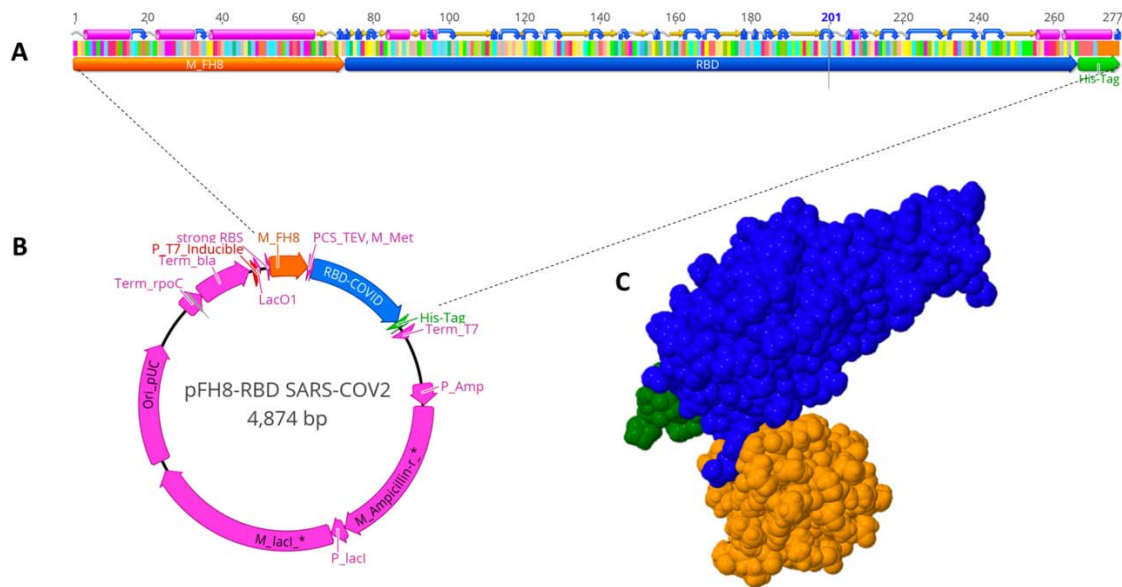 1 20 40 60 80 100 120 140 160 180 201 220 240 260 277
A
M_FH8 RBD His-Tag
B
strong RBS M_FH8 PCS_TEV, M_Met
P_T7_Inducible
Term_bla
Term_rpoC
LacO1
RBD-COVID
His-Tag
Term_T7
C
Ori_pUC
pFH8-RBD SARS-COV2
4,874 bp
P_Amp
M_Ampicillin-f_*
M_lacI_*
P_lacI